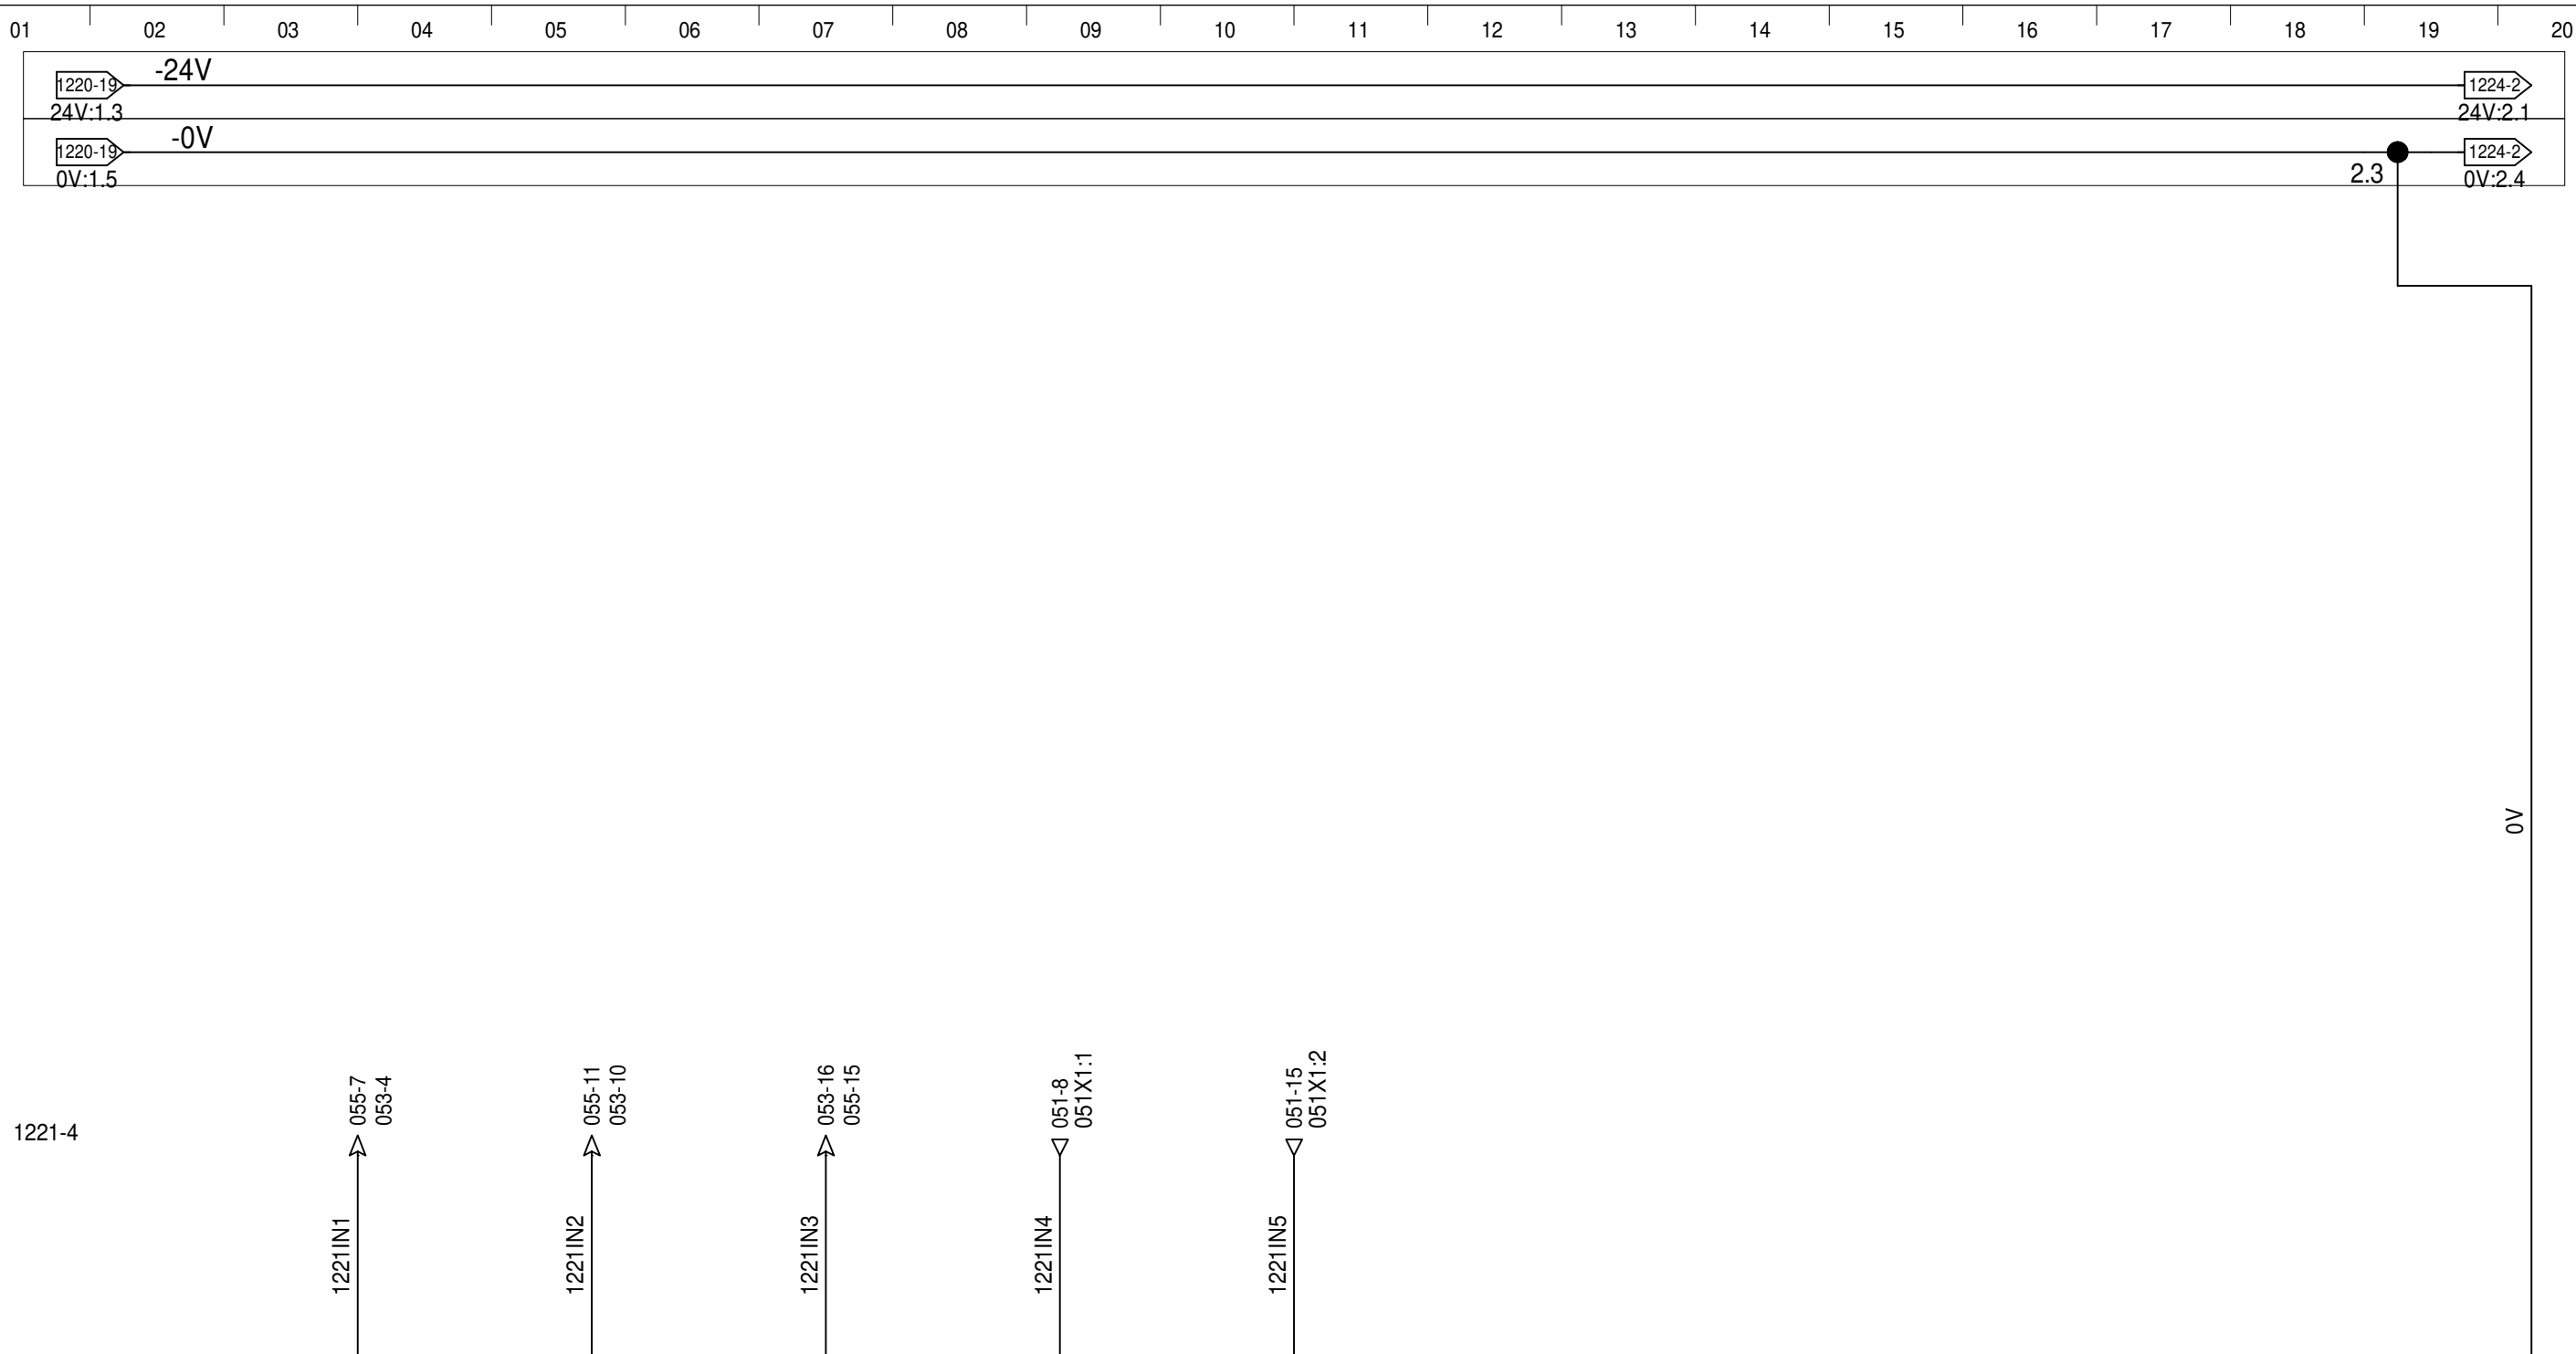 01 02 03 04 05 06 07 08 09 10 11 12 13 14 15 16 17 18 19 20
1220-19 -24V 1224-2
24V:1.3 24V:2.1
1220-19 -0V 1224-2
0V:1.5 2.3 0V:2.4
0V
1221-4
055-7
053-4
055-11
053-10
053-16
055-15
051-8
051X1:1
051-15
051X1:2
1221IN1
1221IN2
1221IN3
1221IN4
1221IN5